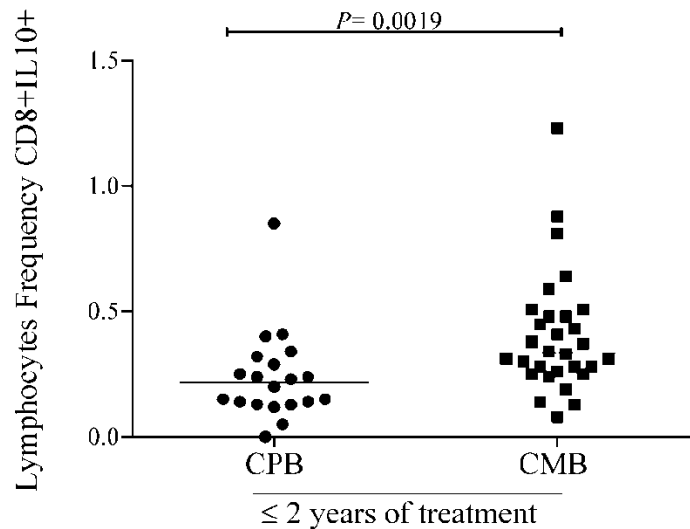 P= 0.0019
Lymphocytes Frequency CD8+IL10+
1.5
1.0
0.5
0.0
CPB CMB
≤ 2 years of treatment